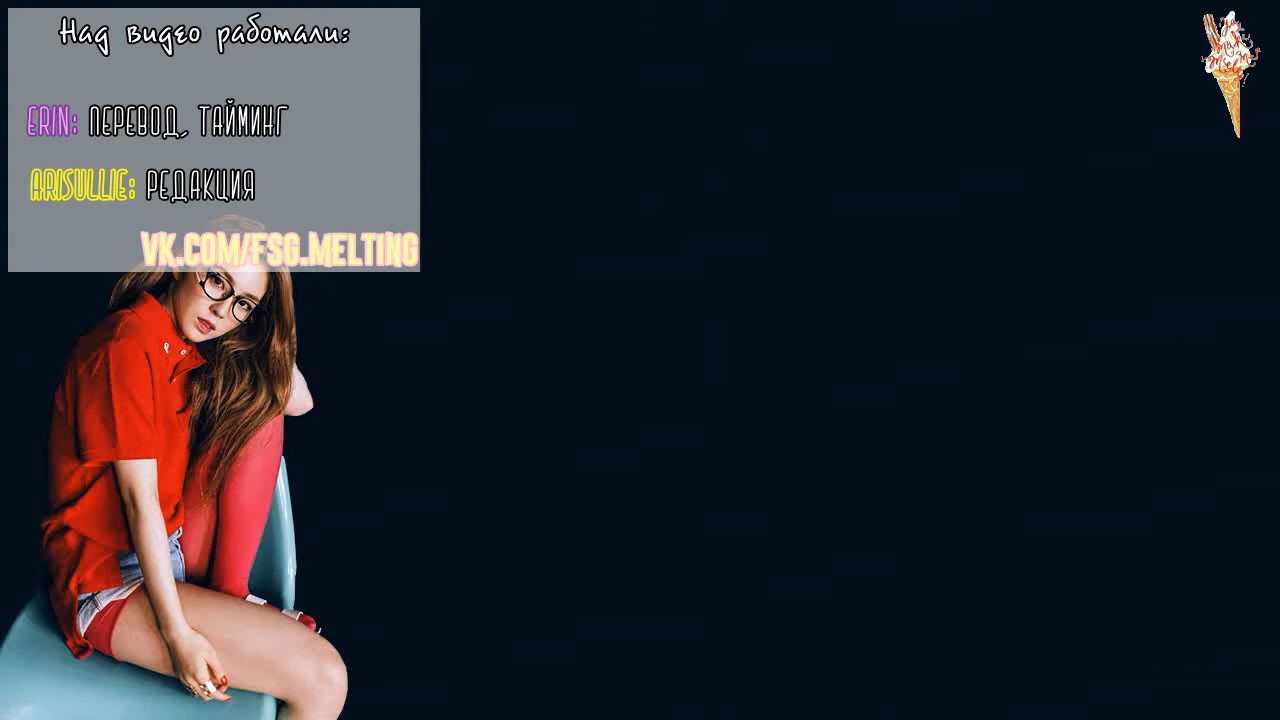 Над видео работали:
ERIN: ПЕРЕВОД, ТАЙМИНГ
ARISULLIE: РЕДАКЦИЯ
VK.COM/FSG.MELTING